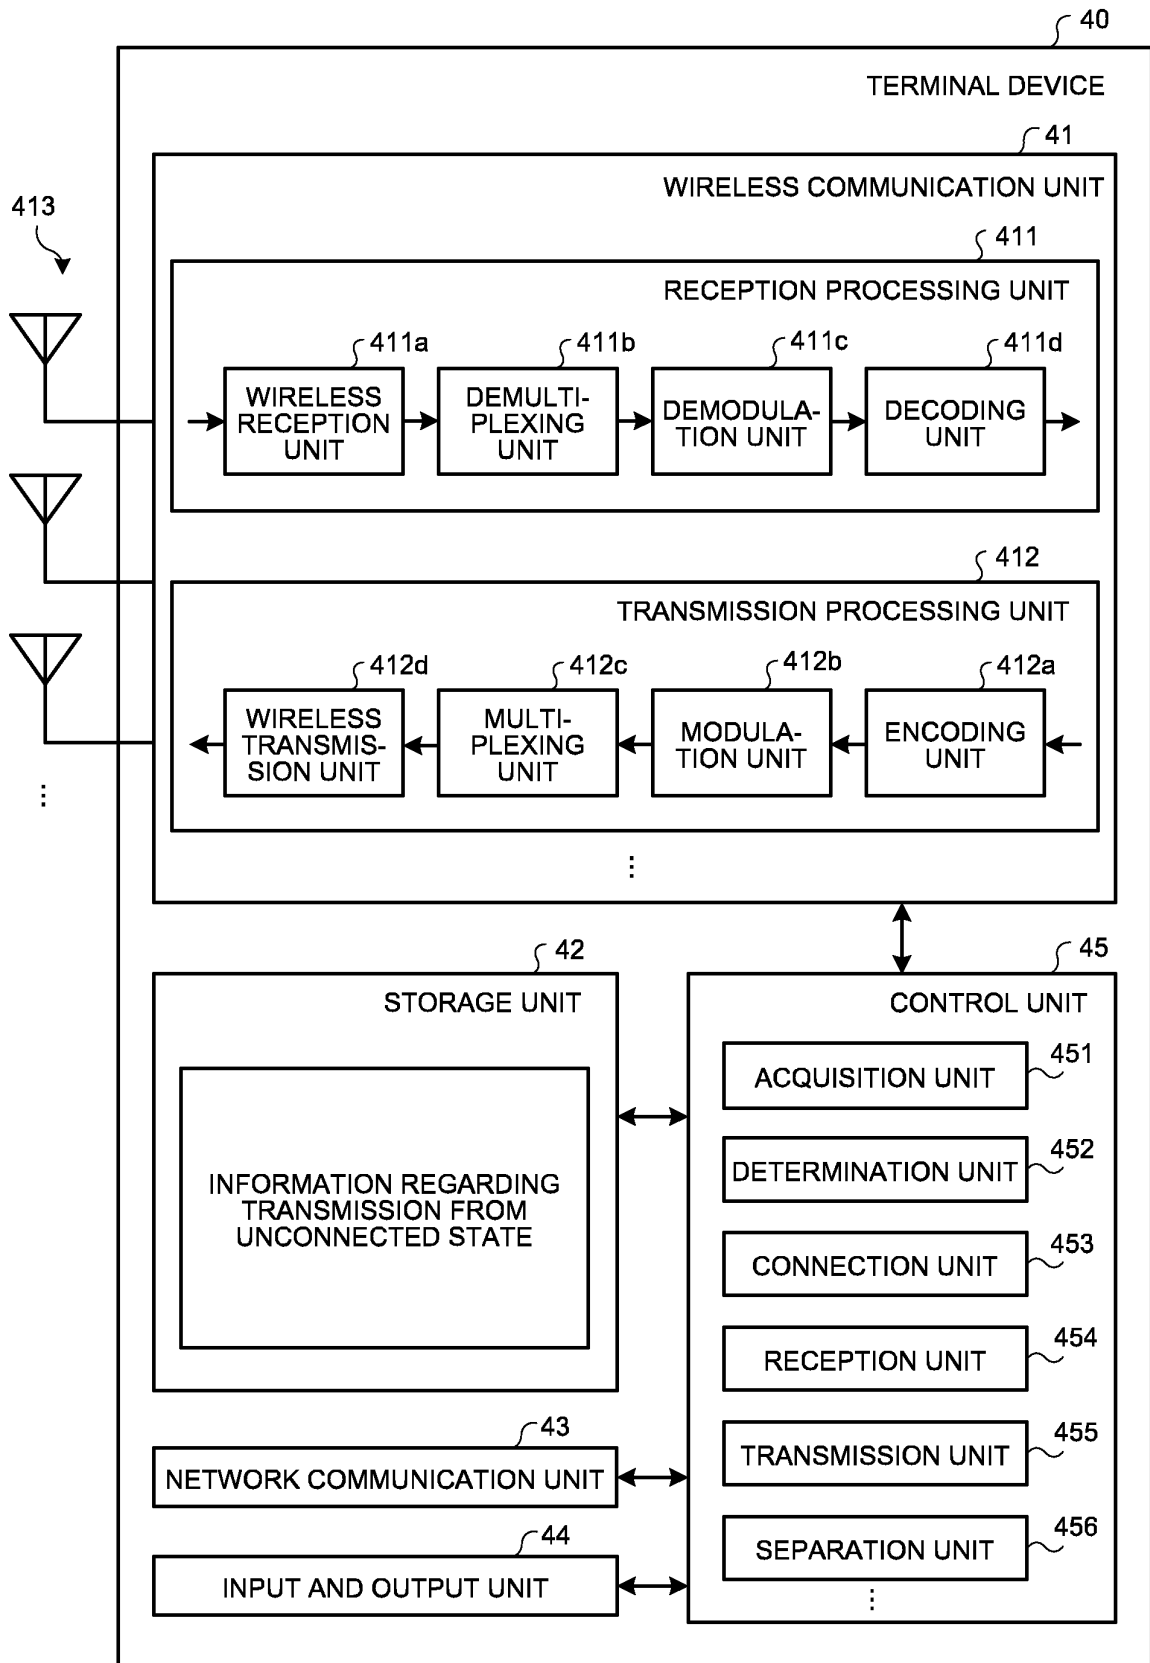 40
TERMINAL DEVICE
41
WIRELESS COMMUNICATION UNIT
413
411
RECEPTION PROCESSING UNIT
411a
411b
411c
411d
WIRELESS
RECEPTION
UNIT
DEMULTI-
PLEXING
UNIT
DEMODULA-
TION UNIT
DECODING
UNIT
412
TRANSMISSION PROCESSING UNIT
412d
412c
412b
412a
WIRELESS
TRANSMIS-
SION UNIT
MULTI-
PLEXING
UNIT
MODULA-
TION UNIT
ENCODING
UNIT
...
...
42
STORAGE UNIT
INFORMATION REGARDING
TRANSMISSION FROM
UNCONNECTED STATE
43
NETWORK COMMUNICATION UNIT
44
INPUT AND OUTPUT UNIT
45
CONTROL UNIT
451
ACQUISITION UNIT
452
DETERMINATION UNIT
453
CONNECTION UNIT
454
RECEPTION UNIT
455
TRANSMISSION UNIT
456
SEPARATION UNIT
...